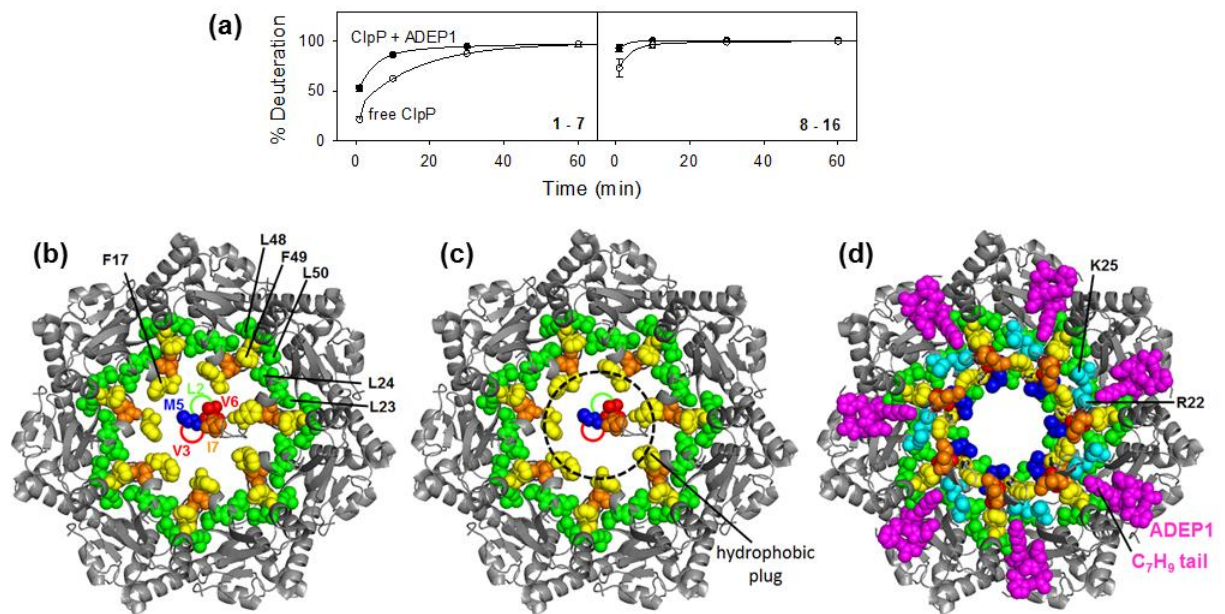 (a)
ClpP + ADEP1
free ClpP
% Deuteration
100
50
0
1 - 7
8 - 16
0 20 40 60
0 20 40 60
Time (min)
(b)
F17
L48
F49
L50
L24
L23
L2
M5
V6
V3
I7
(c)
hydrophobic
plug
(d)
K25
R22
ADEP1
C₇H₉ tail